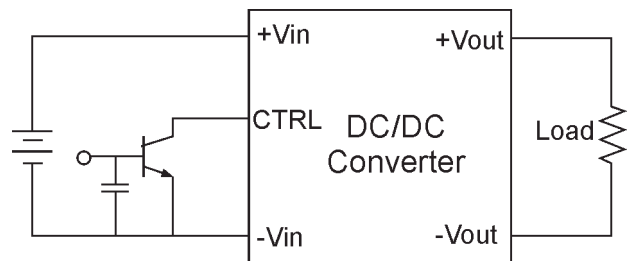 +Vin
+Vout
CTRL
DC/DC
Converter
Load
-Vin
-Vout